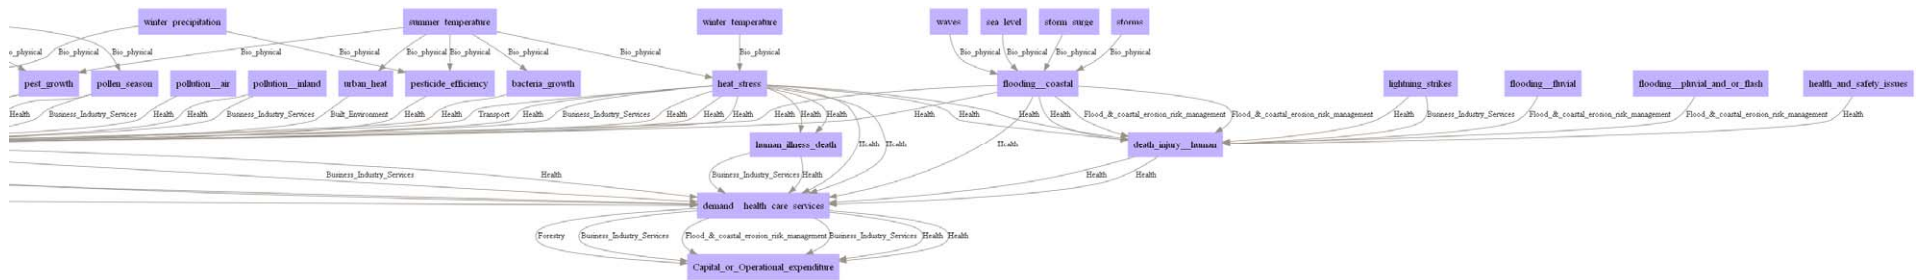 winter_precipitation summer_temperature winter_temperature waves sea_level storm_surge storms
o_physical Bio_physical Bio_physical Bio_physical Bio_physical Bio_physical Bio_physical Bio_physical Bio_physical Bio_physical Bio_physical Bio_physical Bio_physical
pest_growth pollen_season pollution__air pollution__inland urban_heat pesticide_efficiency bacteria_growth heat_stress flooding__coastal lightning_strikes flooding__fluvial flooding__pluvial_and_or_flash health_and_safety_issues
Health Business_Industry_Services Health Health Business_Industry_Services Built_Environment Health Health Transport Health Business_Industry_Services Health Health Health Health Health Health Health Health Health Health Health Flood_&_coastal_erosion_risk_management Flood_&_coastal_erosion_risk_management Health Business_Industry_Services Flood_&_coastal_erosion_risk_management Flood_&_coastal_erosion_risk_management Health
human_illness_death Health Health Health death_injury__human
Business_Industry_Services Health Business_Industry_Services Health Health Health
demand__health_care_services
Forestry Business_Industry_Services Flood_&_coastal_erosion_risk_management Business_Industry_Services Health Health
Capital_or_Operational_expenditure